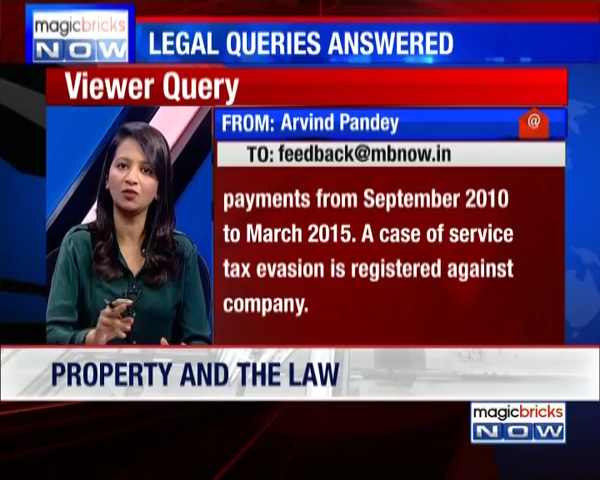 magicbricks
NOW
LEGAL QUERIES ANSWERED
Viewer Query
FROM: Arvind Pandey
@
TO: feedback@mbnow.in
payments from September 2010
to March 2015. A case of service
tax evasion is registered against
company.
PROPERTY AND THE LAW
magicbricks
NOW